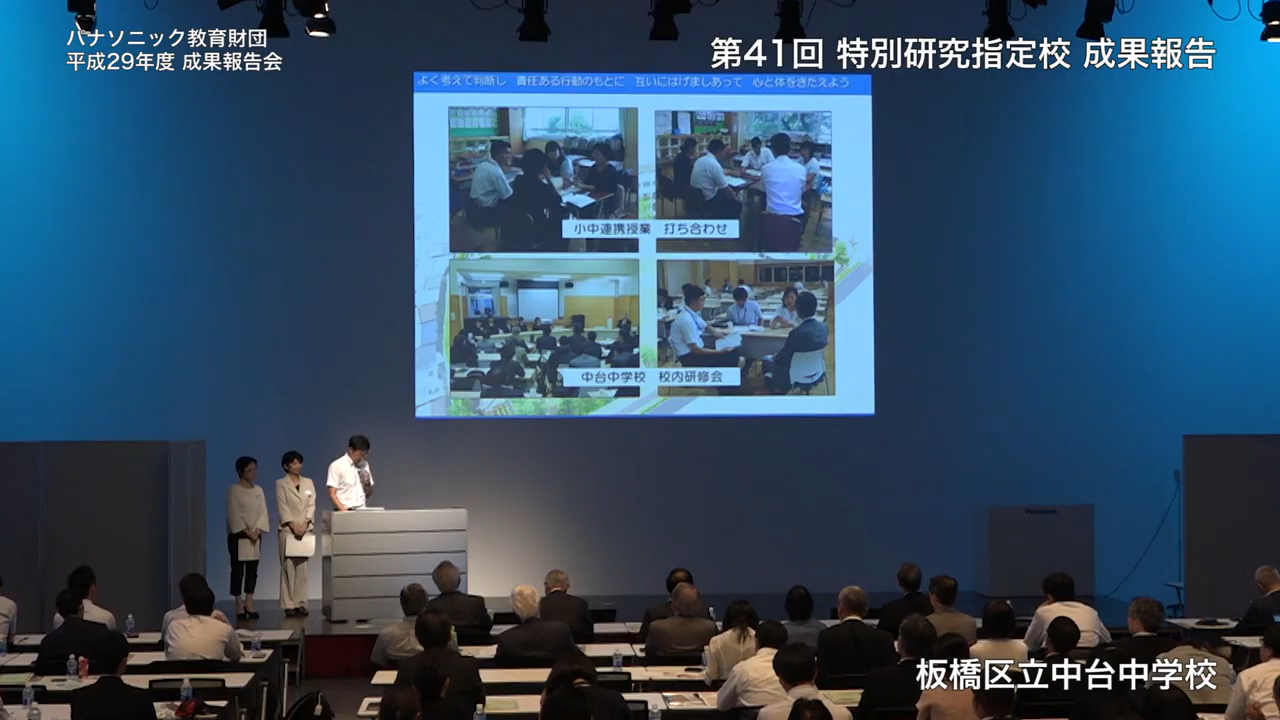 パナソニック教育財団
平成29年度 成果報告会
第41回 特別研究指定校 成果報告
よく考えて判断し 責任ある行動のもとに 互いにはげましあって 心と体をきたえよう
小中連携授業 打ち合わせ
中台中学校 校内研修会
Panasonic
板橋区立中台中学校